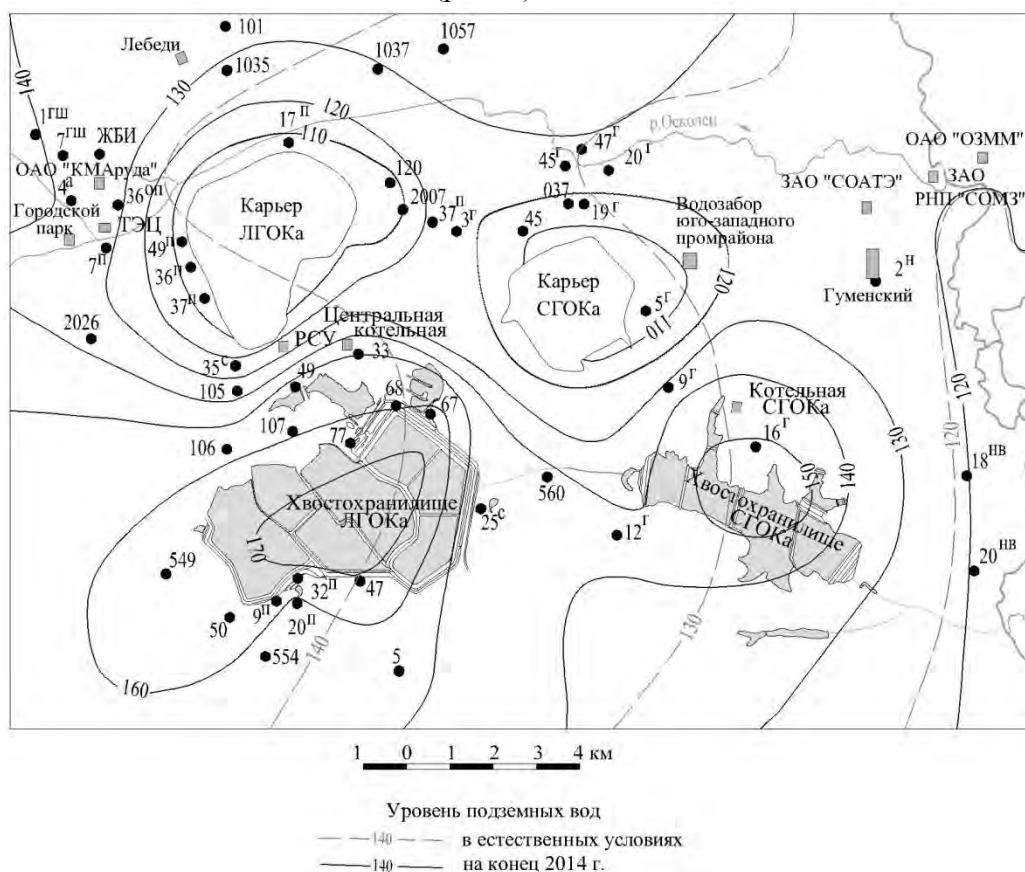 101
1057
140
Лебеди
1035
1037
130
120
1ГШ
7ГШ
ЖБИ
17П
110
р.Осколец
47Г
45Г
20Г
ОАО "ОЗММ"
ОАО "КМАруда"
4а
36ОП
120
ЗАО "СОАТЭ"
ЗАО
РНЦ "СОМЗ"
Городской
парк
ТЭЦ
Карьер
ЛГОКа
2007
37П
3Г
037
19Г
45
Водозабор
юго-западного
промрайона
7П
49П
36П
37П
Карьер
СГОКа
5Г
110
120
2Н
Гуменский
2026
РСУ
Центральная
котельная
33
35С
105
49
68
67
9Г
Котельная
СГОКа
16Г
120
120
130
140
150
106
107
77
Хвостохранилище
ЛГОКа
170
25С
560
12Г
Хвостохранилище
СГОКа
18НВ
20НВ
549
32П
47
9П
20П
50
554
5
140
130
160
1 0 1 2 3 4 км
Уровень подземных вод
140 в естественных условиях
140 на конец 2014 г.